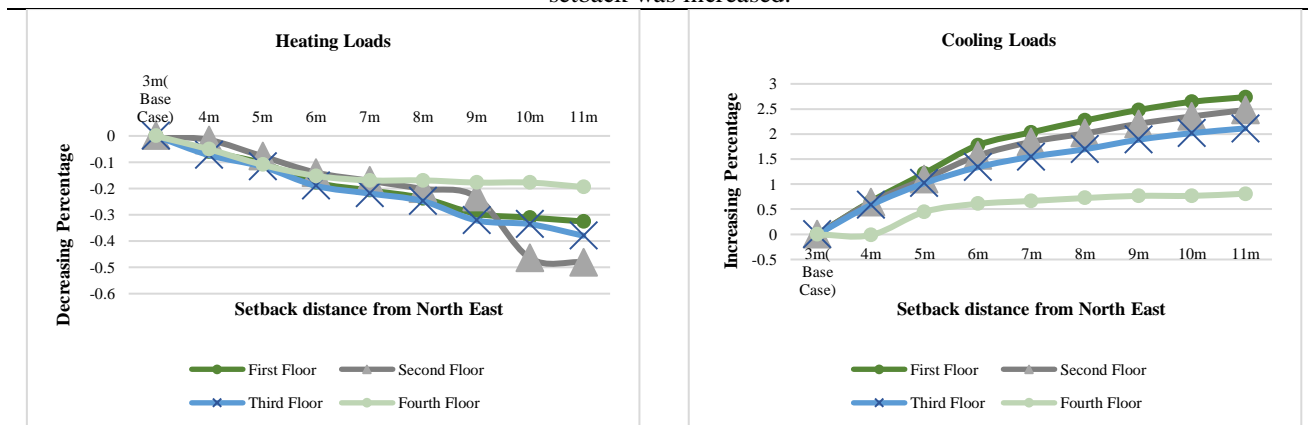 setback was increased.
Heating Loads
3m(
Base
Case) 4m 5m 6m 7m 8m 9m 10m 11m
0
-0.1
-0.2
-0.3
-0.4
-0.5
-0.6
Decreasing Percentage
Setback distance from North East
First Floor Second Floor
Third Floor Fourth Floor
Cooling Loads
3
2.5
2
1.5
1
0.5
0
-0.5
Increasing Percentage
3m( 4m 5m 6m 7m 8m 9m 10m 11m
Base
Case)
Setback distance from North East
First Floor Second Floor
Third Floor Fourth Floor